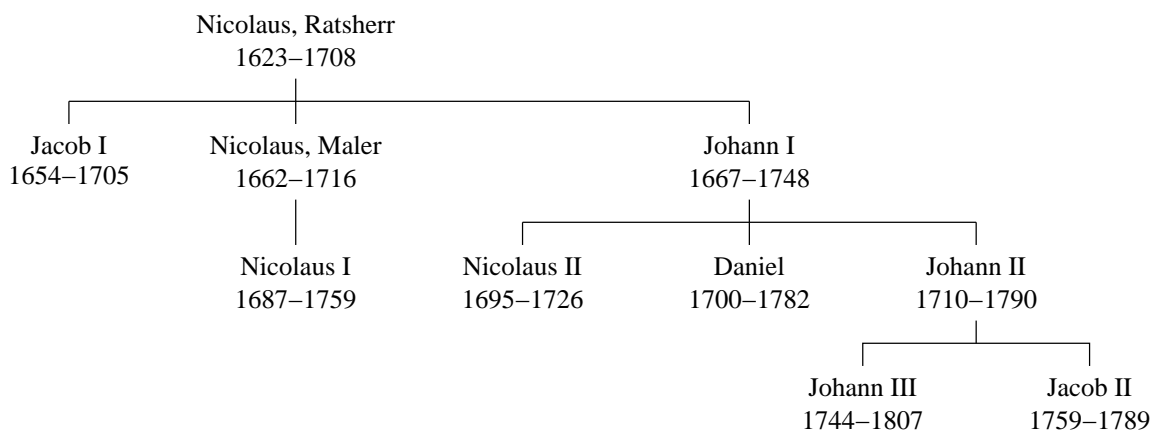 Nicolaus, Ratsherr
1623–1708
Jacob I
1654–1705
Nicolaus, Maler
1662–1716
Johann I
1667–1748
Nicolaus I
1687–1759
Nicolaus II
1695–1726
Daniel
1700–1782
Johann II
1710–1790
Johann III
1744–1807
Jacob II
1759–1789